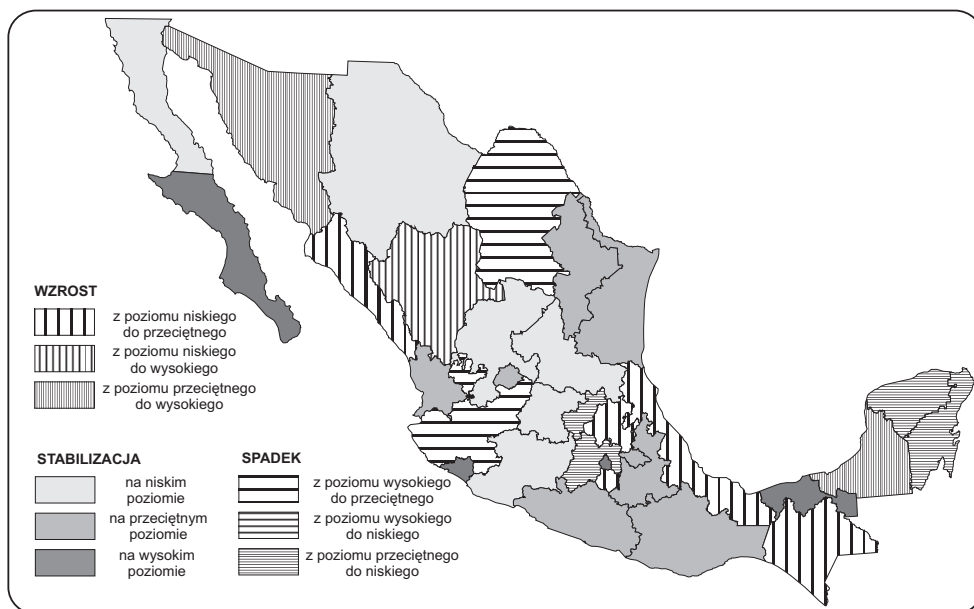 WZROST
z poziomu niskiego
do przeciętnego
z poziomu niskiego
do wysokiego
z poziomu przeciętnego
do wysokiego
STABILIZACJA
na niskim
poziomie
na przeciętnym
poziomie
na wysokim
poziomie
SPADEK
z poziomu wysokiego
do przeciętnego
z poziomu wysokiego
do niskiego
z poziomu przeciętnego
do niskiego